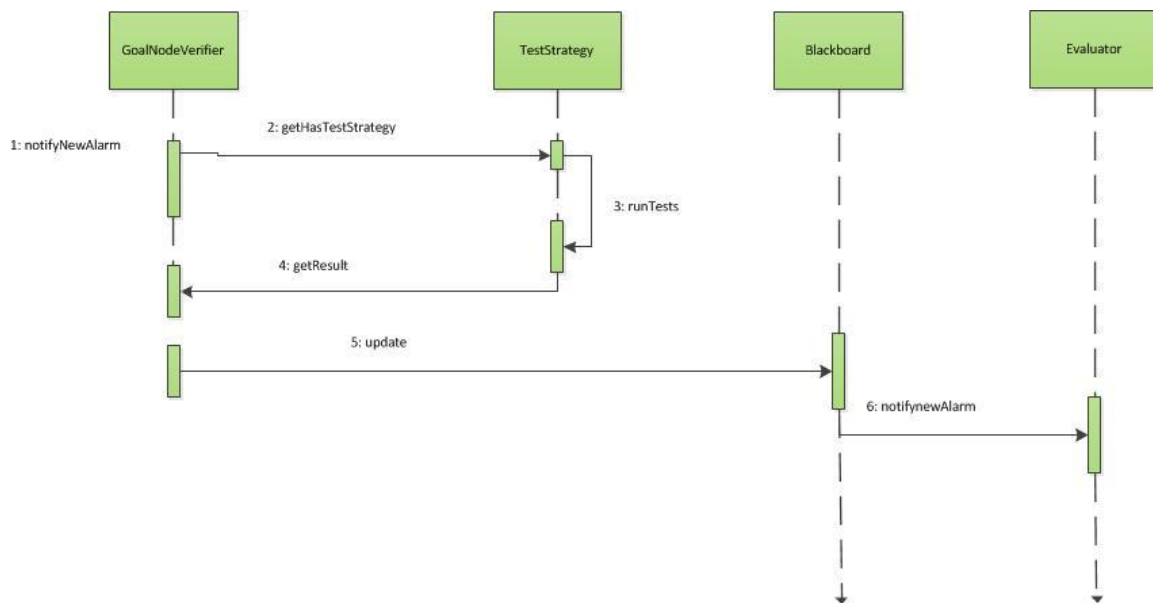 GoalNodeVerifier
TestStrategy
Blackboard
Evaluator
1: notifyNewAlarm
2: getHasTestStrategy
3: runTests
4: getResult
5: update
6: notifynewAlarm